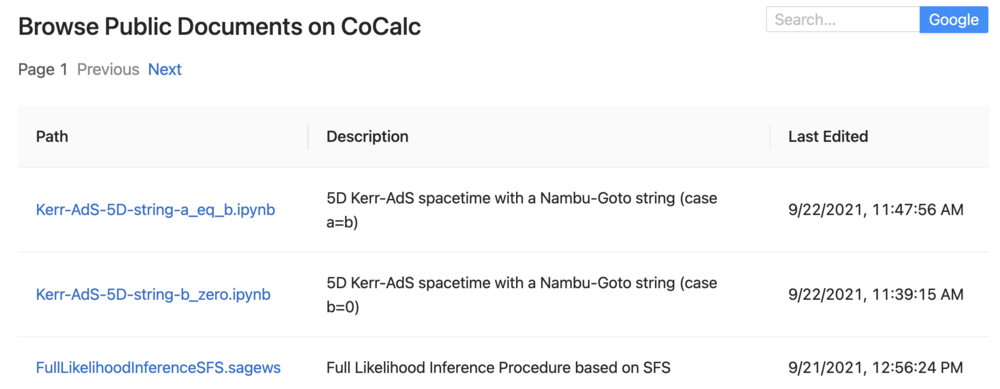 Browse Public Documents on CoCalc
Search... Google
Page 1 Previous Next
Path Description Last Edited
Kerr-AdS-5D-string-a_eq_b.ipynb 5D Kerr-AdS spacetime with a Nambu-Goto string (case a=b) 9/22/2021, 11:47:56 AM
Kerr-AdS-5D-string-b_zero.ipynb 5D Kerr-AdS spacetime with a Nambu-Goto string (case b=0) 9/22/2021, 11:39:15 AM
FullLikelihoodInferenceSFS.sagews Full Likelihood Inference Procedure based on SFS 9/21/2021, 12:56:24 PM